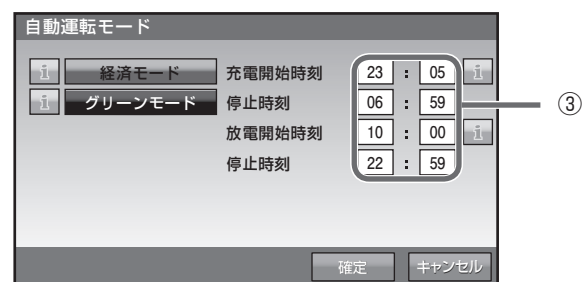 自動運転モード
i 経済モード 充電開始時刻 23 : 05 i
i グリーンモード 停止時刻 06 : 59
③
放電開始時刻 10 : 00 i
停止時刻 22 : 59
確定 キャンセル